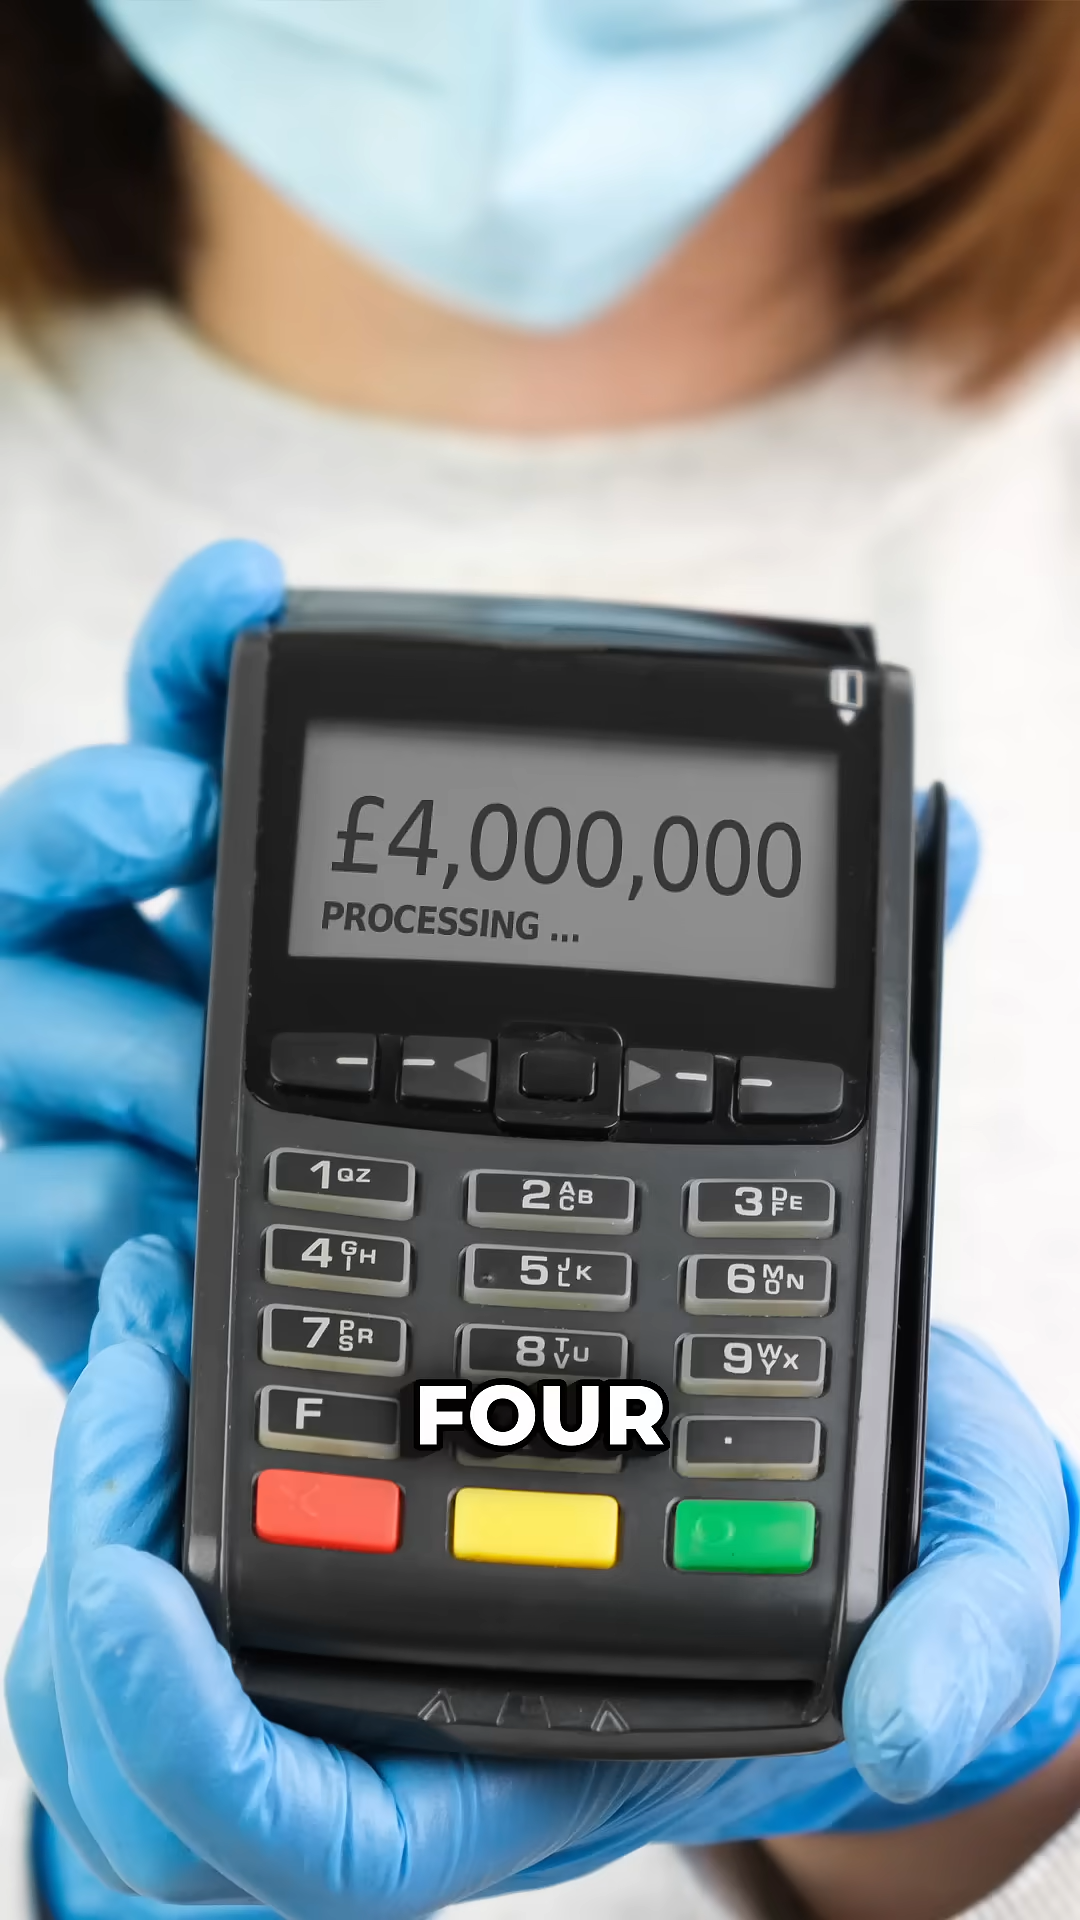 £4,000,000
PROCESSING ...
1 QZ
2 ABC
3 DEF
4 GHI
5 JKL
6 MNO
7 PRS
8 TUV
9 WXY
FOUR
F
.